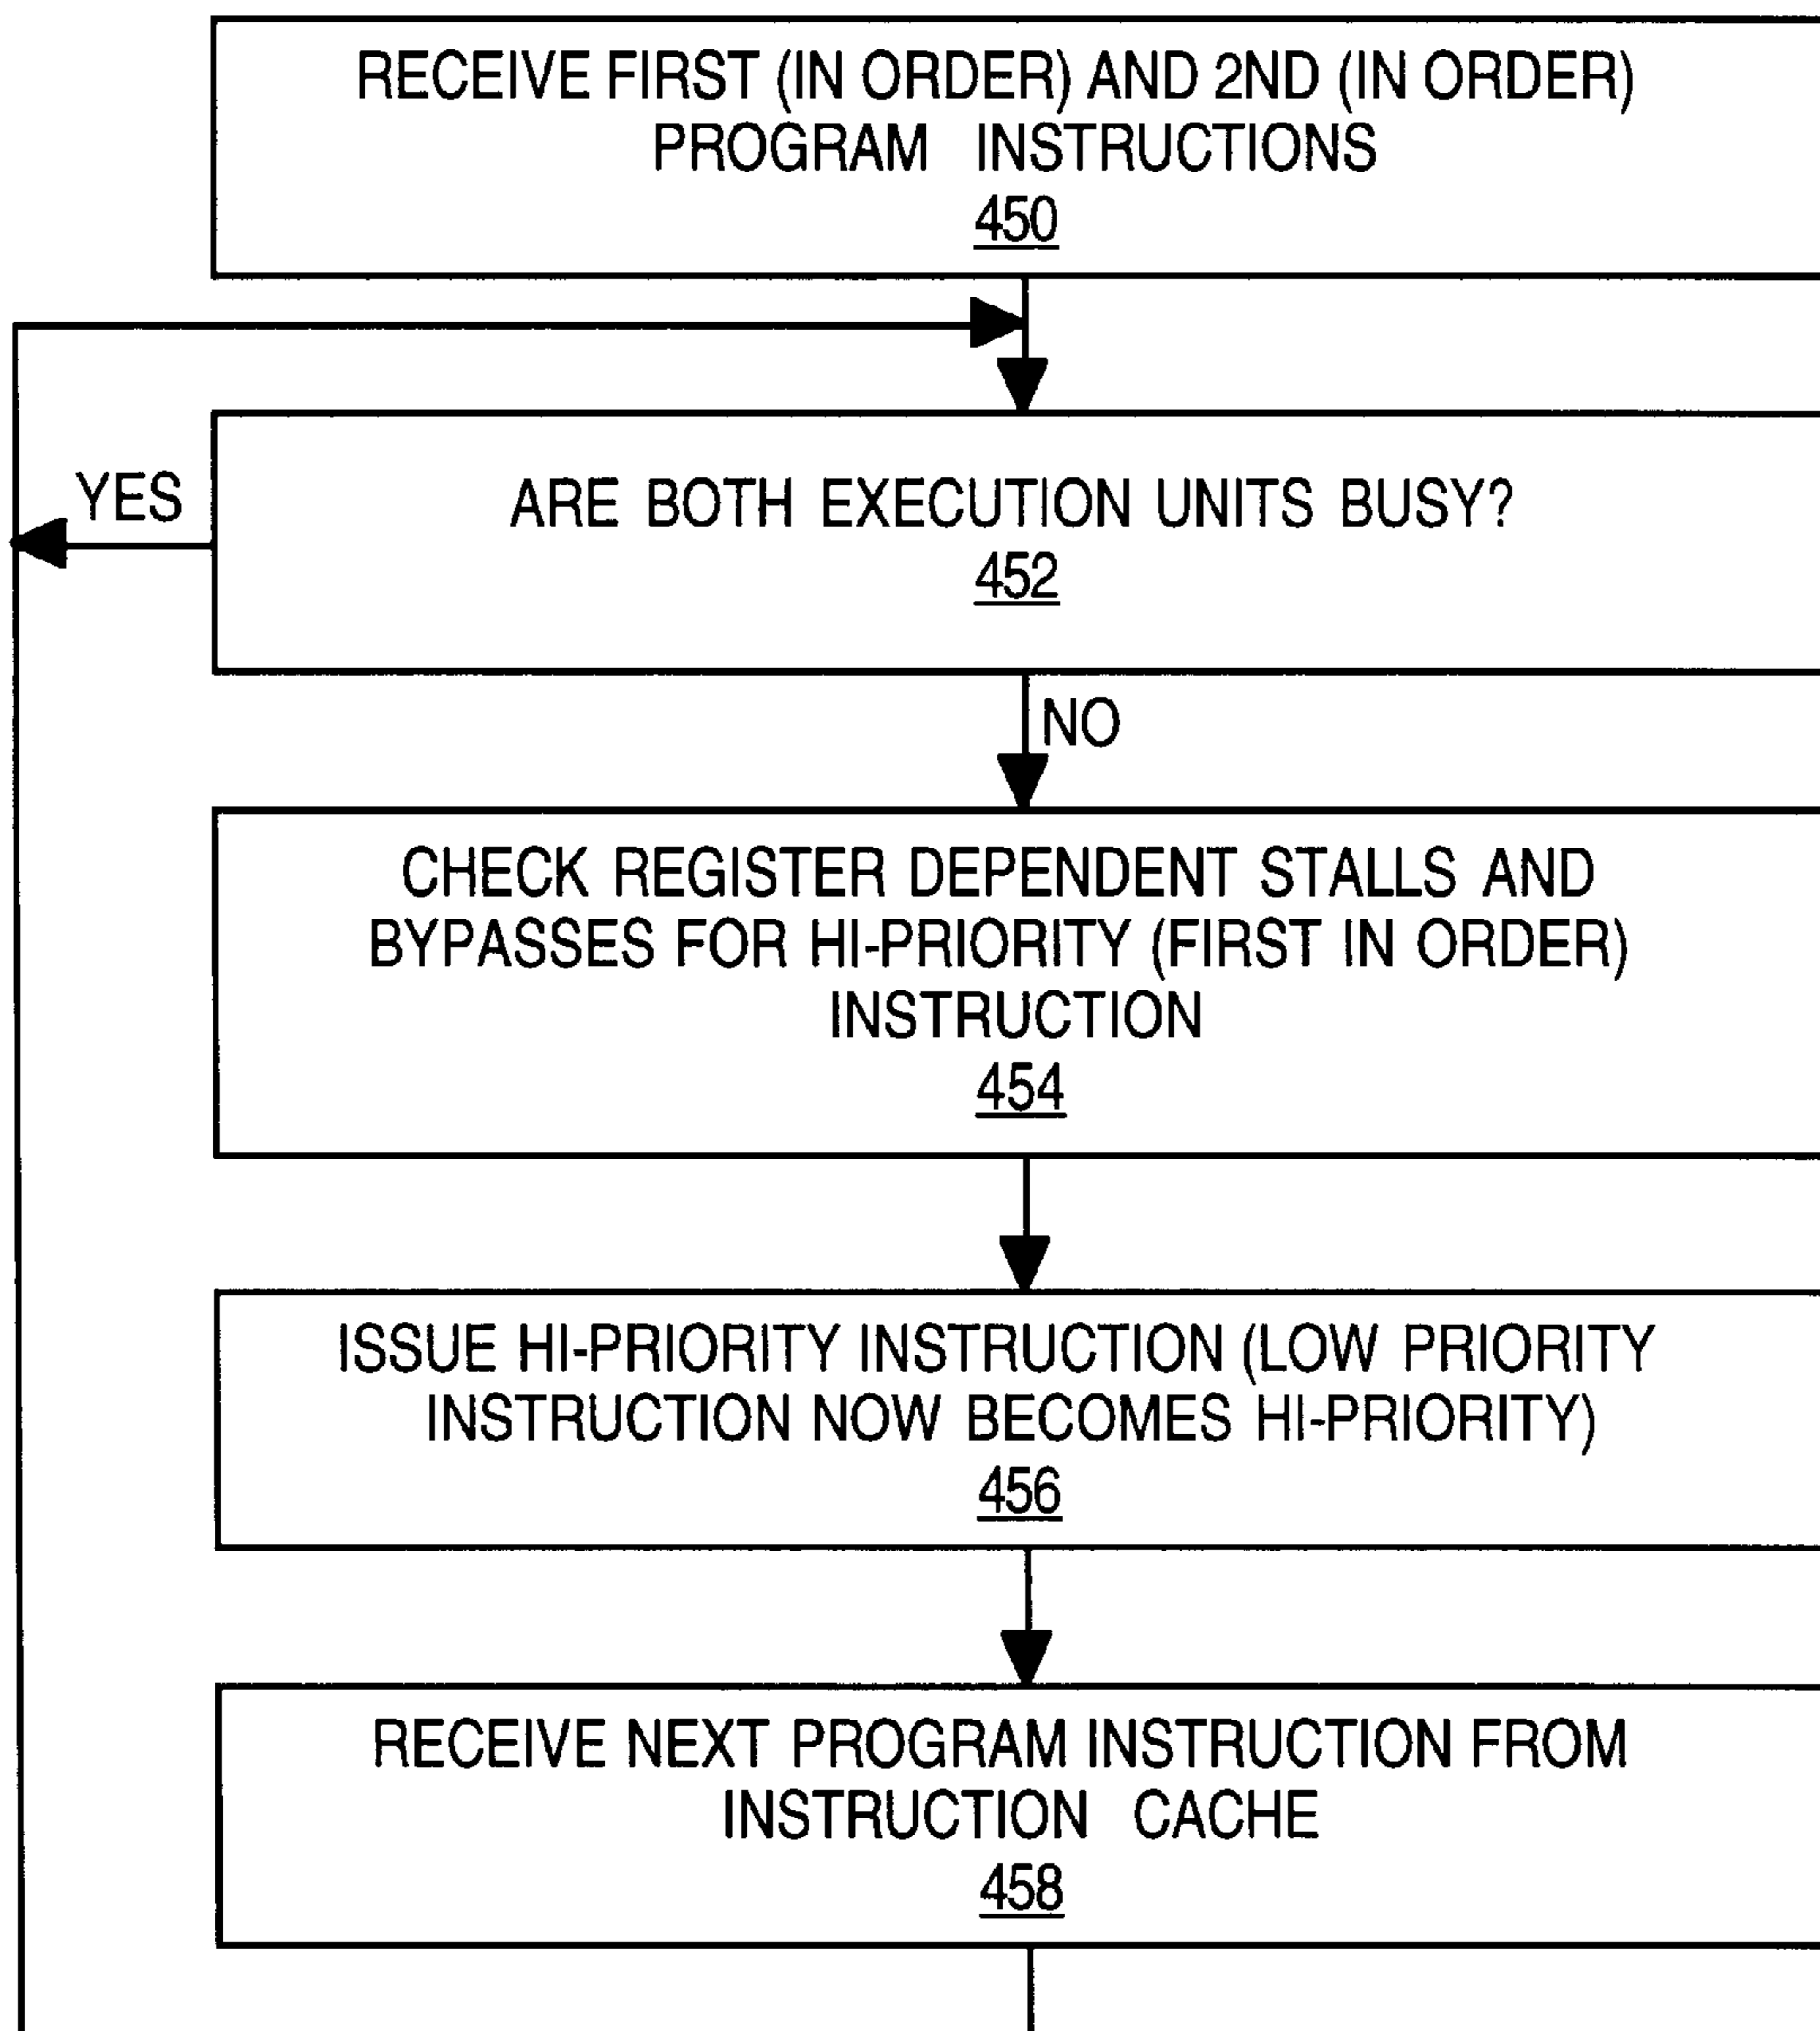 RECEIVE FIRST (IN ORDER) AND 2ND (IN ORDER)
PROGRAM INSTRUCTIONS
450
YES
ARE BOTH EXECUTION UNITS BUSY?
452
NO
CHECK REGISTER DEPENDENT STALLS AND
BYPASSES FOR HI-PRIORITY (FIRST IN ORDER)
INSTRUCTION
454
ISSUE HI-PRIORITY INSTRUCTION (LOW PRIORITY
INSTRUCTION NOW BECOMES HI-PRIORITY)
456
RECEIVE NEXT PROGRAM INSTRUCTION FROM
INSTRUCTION CACHE
458